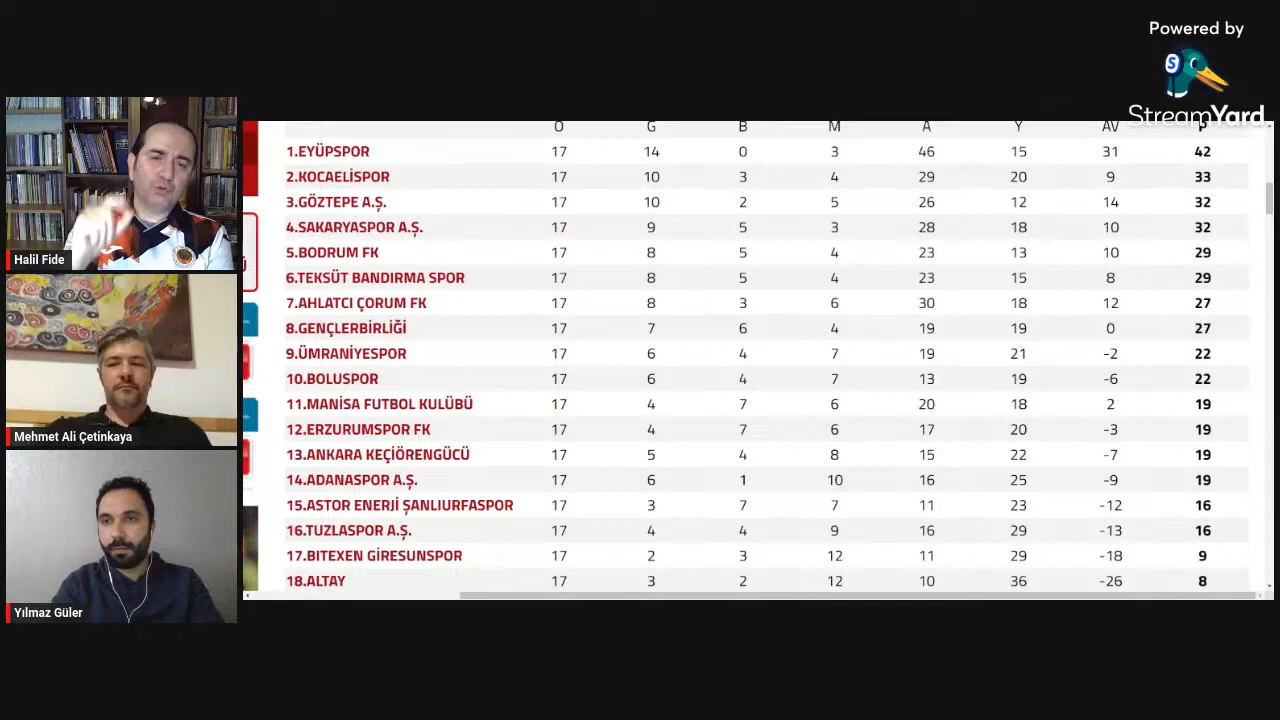 Powered by
S
StreamYard
O G B M A Y AV P
1.EYÜPSPOR 17 14 0 3 46 15 31 42
2.KOCAELİSPOR 17 10 3 4 29 20 9 33
3.GÖZTEPE A.Ş. 17 10 2 5 26 12 14 32
4.SAKARYASPOR A.Ş. 17 9 5 3 28 18 10 32
5.BODRUM FK 17 8 5 4 23 13 10 29
6.TEKSÜT BANDIRMA SPOR 17 8 5 4 23 15 8 29
7.AHLATCI ÇORUM FK 17 8 3 6 30 18 12 27
8.GENÇLERBİRLİĞİ 17 7 6 4 19 19 0 27
9.ÜMRANİYESPOR 17 6 4 7 19 21 -2 22
10.BOLUSPOR 17 6 4 7 13 19 -6 22
11.MANİSA FUTBOL KULÜBÜ 17 4 7 6 20 18 2 19
12.ERZURUMSPOR FK 17 4 7 6 17 20 -3 19
13.ANKARA KEÇİÖRENGÜCÜ 17 5 4 8 15 22 -7 19
14.ADANASPOR A.Ş. 17 6 1 10 16 25 -9 19
15.ASTOR ENERJİ ŞANLIURFASPOR 17 3 7 7 11 23 -12 16
16.TUZLASPOR A.Ş. 17 4 4 9 16 29 -13 16
17.BITEXEN GİRESUNSPOR 17 2 3 12 11 29 -18 9
18.ALTAY 17 3 2 12 10 36 -26 8
Halil Fide
Mehmet Ali Çetinkaya
Yılmaz Güler